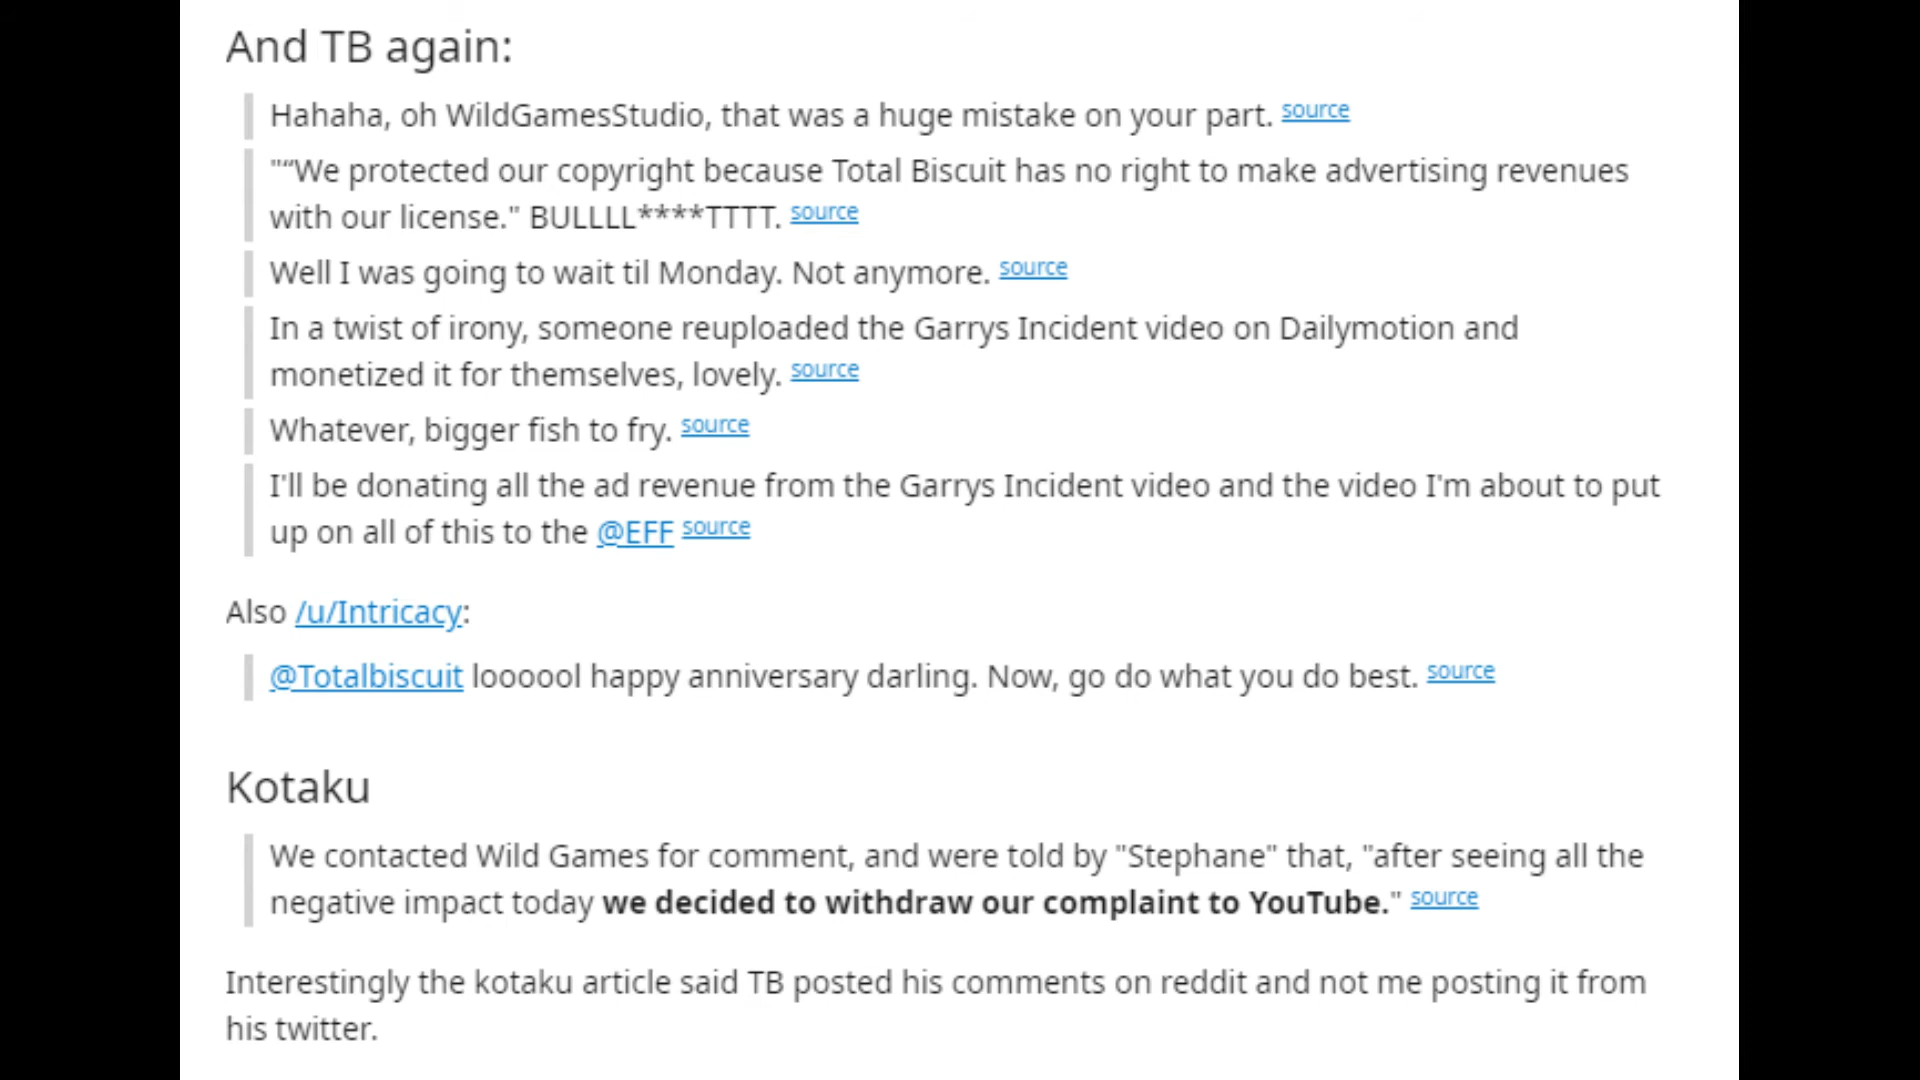 And TB again:
Hahaha, oh WildGamesStudio, that was a huge mistake on your part. source
"“We protected our copyright because Total Biscuit has no right to make advertising revenues
with our license." BULLLL****TTTT. source
Well I was going to wait til Monday. Not anymore. source
In a twist of irony, someone reuploaded the Garrys Incident video on Dailymotion and
monetized it for themselves, lovely. source
Whatever, bigger fish to fry. source
I'll be donating all the ad revenue from the Garrys Incident video and the video I'm about to put
up on all of this to the @EFF source
Also /u/Intricacy:
@Totalbiscuit loooool happy anniversary darling. Now, go do what you do best. source
Kotaku
We contacted Wild Games for comment, and were told by "Stephane" that, "after seeing all the
negative impact today we decided to withdraw our complaint to YouTube." source
Interestingly the kotaku article said TB posted his comments on reddit and not me posting it from
his twitter.